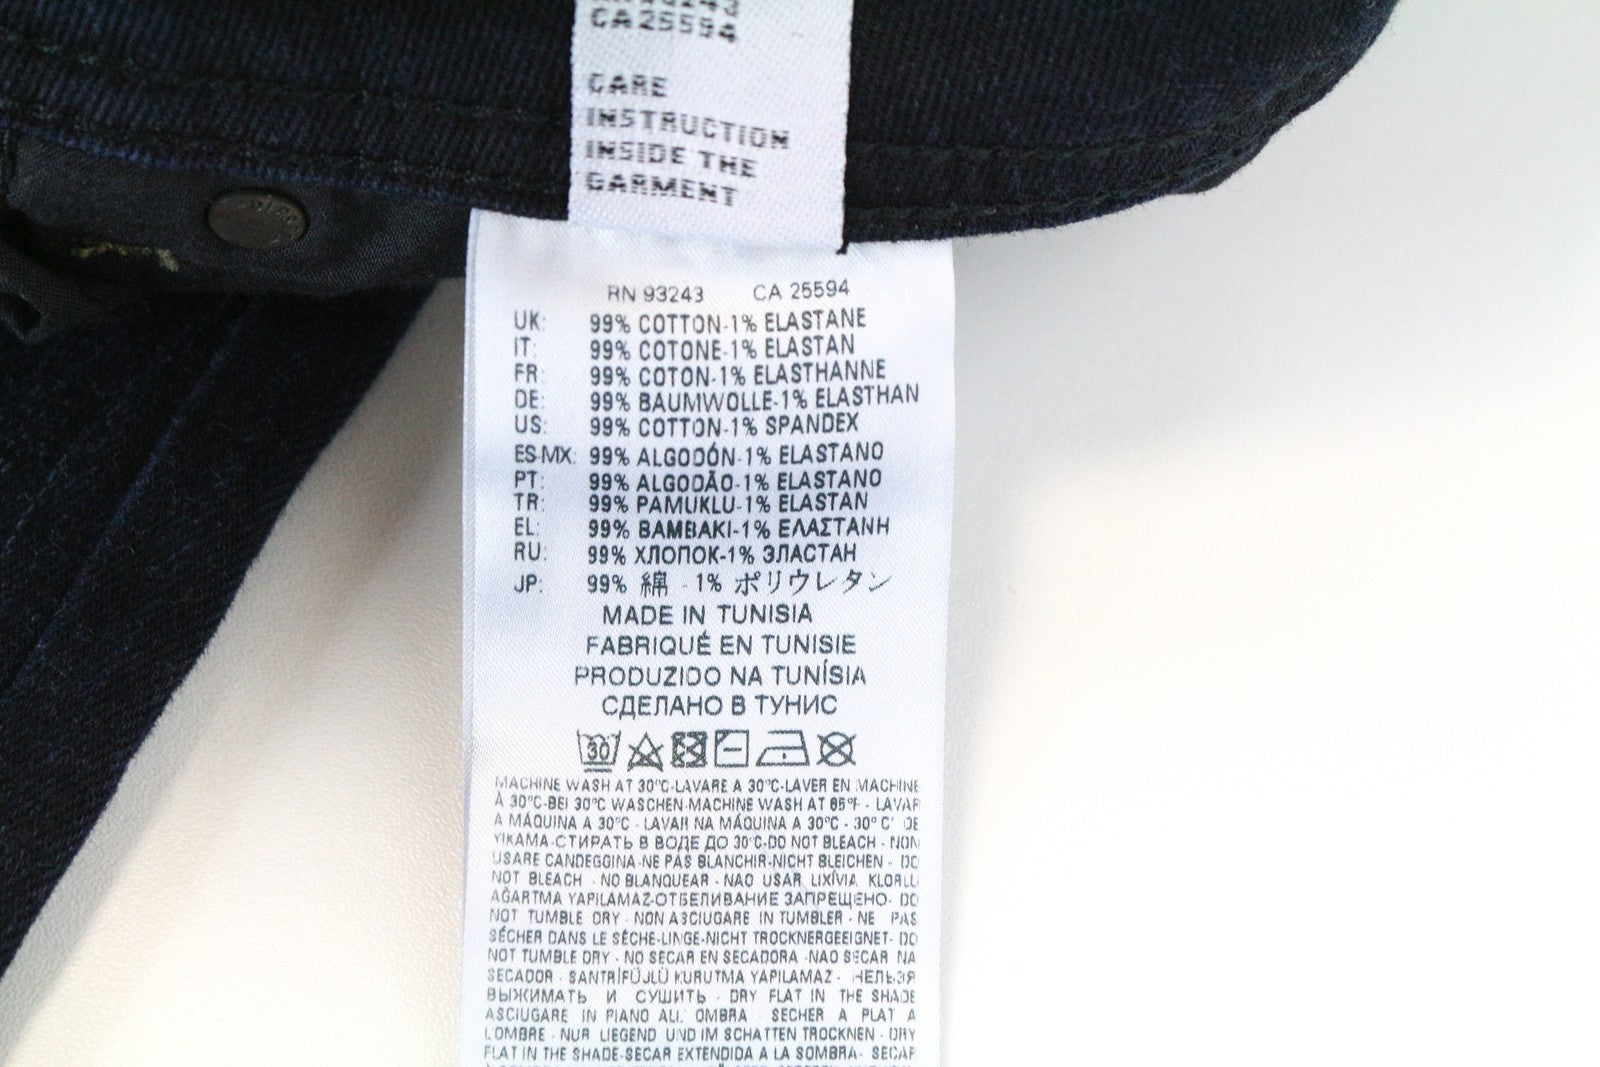 CA 25594
CARE
INSTRUCTION
INSIDE THE
GARMENT
RN 93243 CA 25594
UK: 99% COTTON-1% ELASTANE
IT: 99% COTONE-1% ELASTAN
FR: 99% COTON-1% ELASTHANNE
DE: 99% BAUMWOLLE-1% ELASTHAN
US: 99% COTTON-1% SPANDEX
ES-MX: 99% ALGODÓN-1% ELASTANO
PT: 99% ALGODÃO-1% ELASTANO
TR: 99% PAMUKLU-1% ELASTAN
EL: 99% ΒΑΜΒΑΚΙ-1% ΕΛΑΣΤΑΝΗ
RU: 99% ХЛОПОК-1% ЭЛАСТАН
JP: 99% 綿 - 1% ポリウレタン
MADE IN TUNISIA
FABRIQUÉ EN TUNISIE
PRODUZIDO NA TUNÍSIA
СДЕЛАНО В ТУНИС
30
MACHINE WASH AT 30°C-LAVARE A 30°C-LAVER EN MACHINE
À 30°C-BEI 30°C WASCHEN-MACHINE WASH AT 85°F - LAVAR
A MÁQUINA A 30°C - LAVAR NA MÁQUINA A 30°C - 30° C' DE
YIKAMA-СТИРАТЬ В ВОДЕ ДО 30°C-DO NOT BLEACH - NON
USARE CANDEGGINA-NE PAS BLANCHIR-NICHT BLEICHEN - DO
NOT BLEACH - NO BLANQUEAR - NAO USAR LIXÍVIA KLORLU
AĞARTMA YAPILAMAZ-ОТБЕЛИВАНИЕ ЗАПРЕЩЕНО- DO
NOT TUMBLE DRY - NON ASCIUGARE IN TUMBLER - NE PAS
SÉCHER DANS LE SÈCHE-LINGE-NICHT TROCKNERGEEIGNET- DO
NOT TUMBLE DRY - NO SECAR EN SECADORA -NAO SECAR NA
SECADOR - SANTRİFÜJLÜ KURUTMA YAPILAMAZ - НЕЛЬЗЯ
ВЫЖИМАТЬ И СУШИТЬ - DRY FLAT IN THE SHADE
ASCIUGARE IN PIANO ALL' OMBRA - SECHER A PLAT A
L'OMBRE - NUR LIEGEND UND IM SCHATTEN TROCKNEN - DRY
FLAT IN THE SHADE-SECAR EXTENDIDA A LA SOMBRA- SECAR